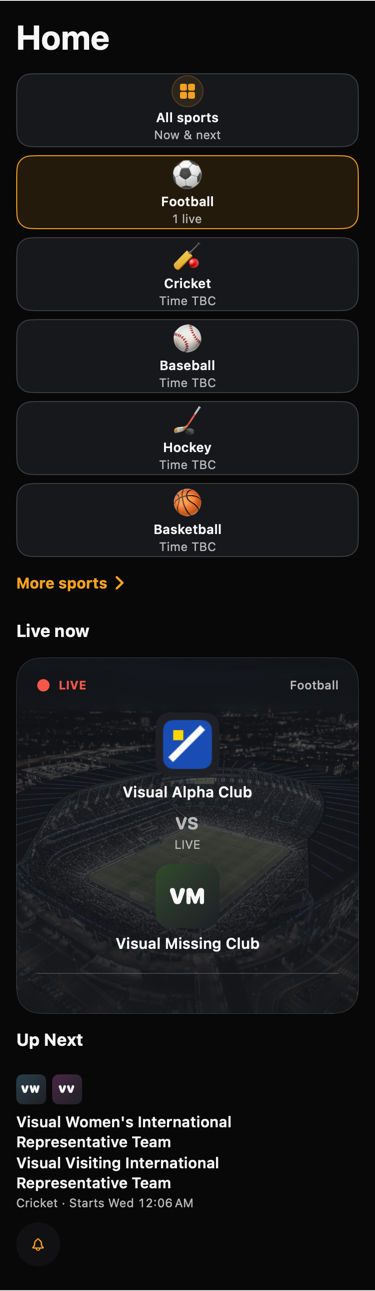 Home
All sports
Now & next
Football
1 live
Cricket
Time TBC
Baseball
Time TBC
Hockey
Time TBC
Basketball
Time TBC
More sports
Live now
LIVE
Football
Visual Alpha Club
VS
LIVE
VM
Visual Missing Club
Up Next
VW VV
Visual Women's International
Representative Team
Visual Visiting International
Representative Team
Cricket · Starts Wed 12:06 AM